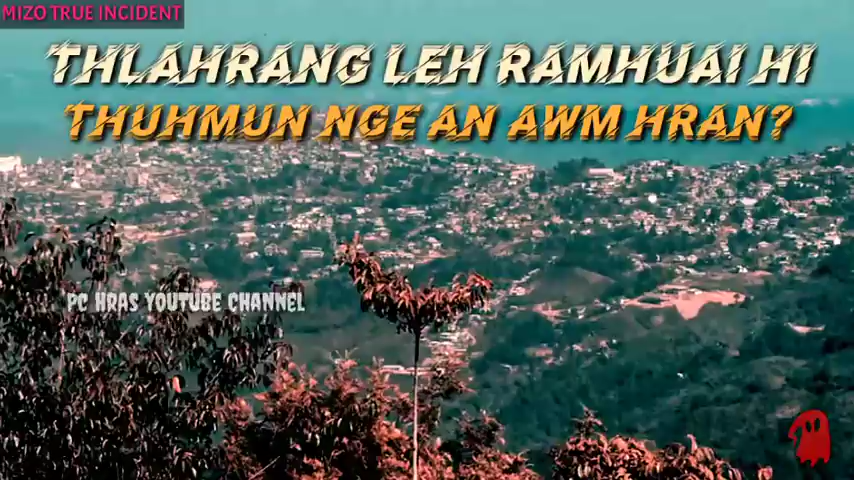 MIZO TRUE INCIDENT
THLAHRANG LEH RAMHUAI HI
THUHMUN NGE AN AWM HRAN?
PC HRAS YOUTUBE CHANNEL